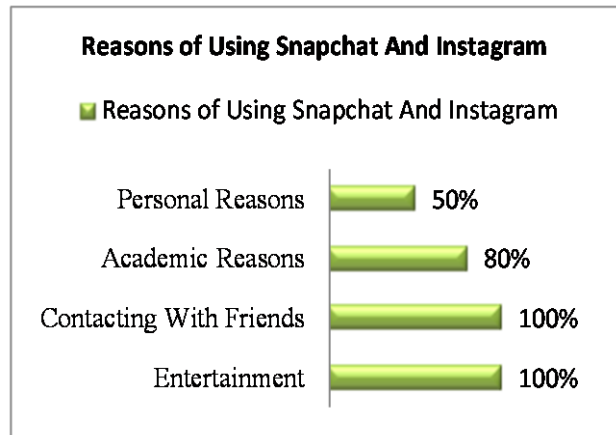 Reasons of Using Snapchat And Instagram
Reasons of Using Snapchat And Instagram
Personal Reasons 50%
Academic Reasons 80%
Contacting With Friends 100%
Entertainment 100%